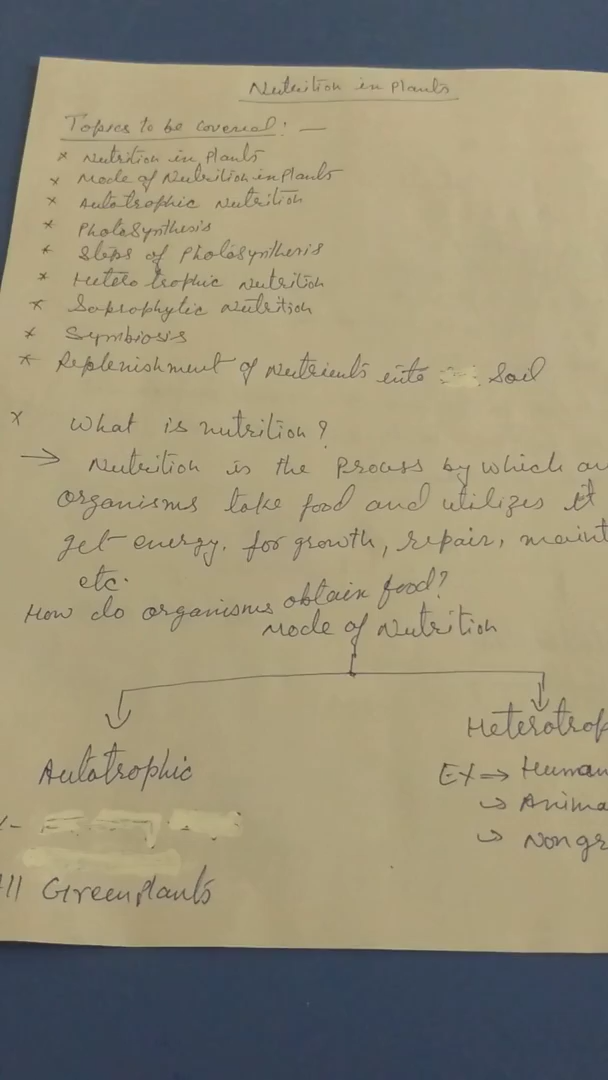 Nutrition in Plants
Topics to be covered: —
* Nutrition in Plants
* Mode of Nutrition in Plants
* Autotrophic Nutrition
* Photosynthesis
* Steps of Photosynthesis
* Heterotrophic Nutrition
* Saprophytic Nutrition
* Symbiosis
* Replenishment of Nutrients into Soil
* What is nutrition?
→ Nutrition is the process by which an
organisms take food and utilizes it
get energy. for growth, repair, maint
etc.
How do organisms obtain food?
Mode of Nutrition
Autotrophic
Heterotrop
Ex ⇒ Human
↪ Anima
↪ Nongr
All Greenplants